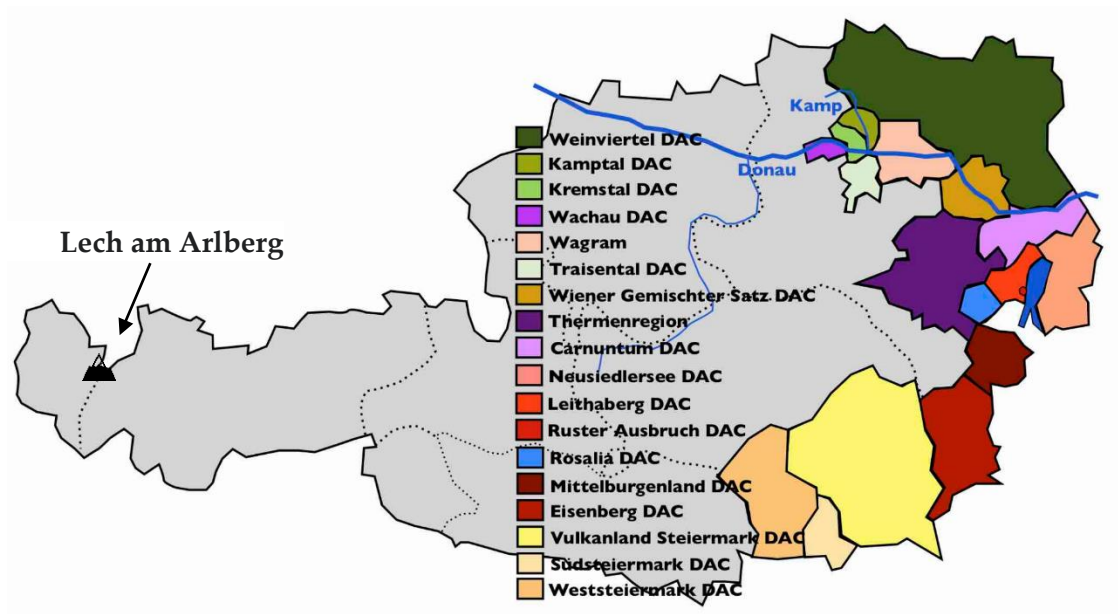 Kamp
Donau
Lech am Arlberg
Weinviertel DAC
Kamptal DAC
Kremstal DAC
Wachau DAC
Wagram
Traisental DAC
Wiener Gemischter Satz DAC
Thermenregion
Carnuntum DAC
Neusiedlersee DAC
Leithaberg DAC
Ruster Ausbruch DAC
Rosalia DAC
Mittelburgenland DAC
Eisenberg DAC
Vulkanland Steiermark DAC
Südsteiermark DAC
Weststeiermark DAC